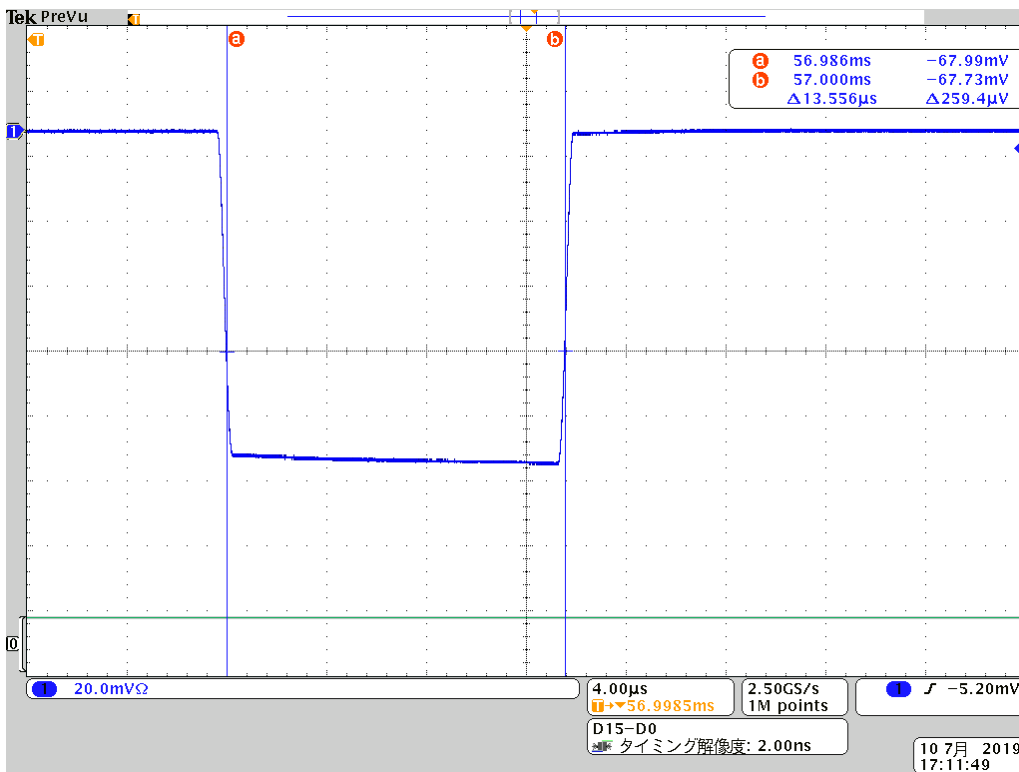 Tek PreVu
T
T
a
b
a 56.986ms −67.99mV
b 57.000ms −67.73mV
Δ13.556μs Δ259.4μV
1
0
1 20.0mVΩ
4.00μs
T→▼56.9985ms
2.50GS/s
1M points
1 ƒ −5.20mV
D15–D0
タイミング解像度: 2.00ns
10 7月 2019
17:11:49